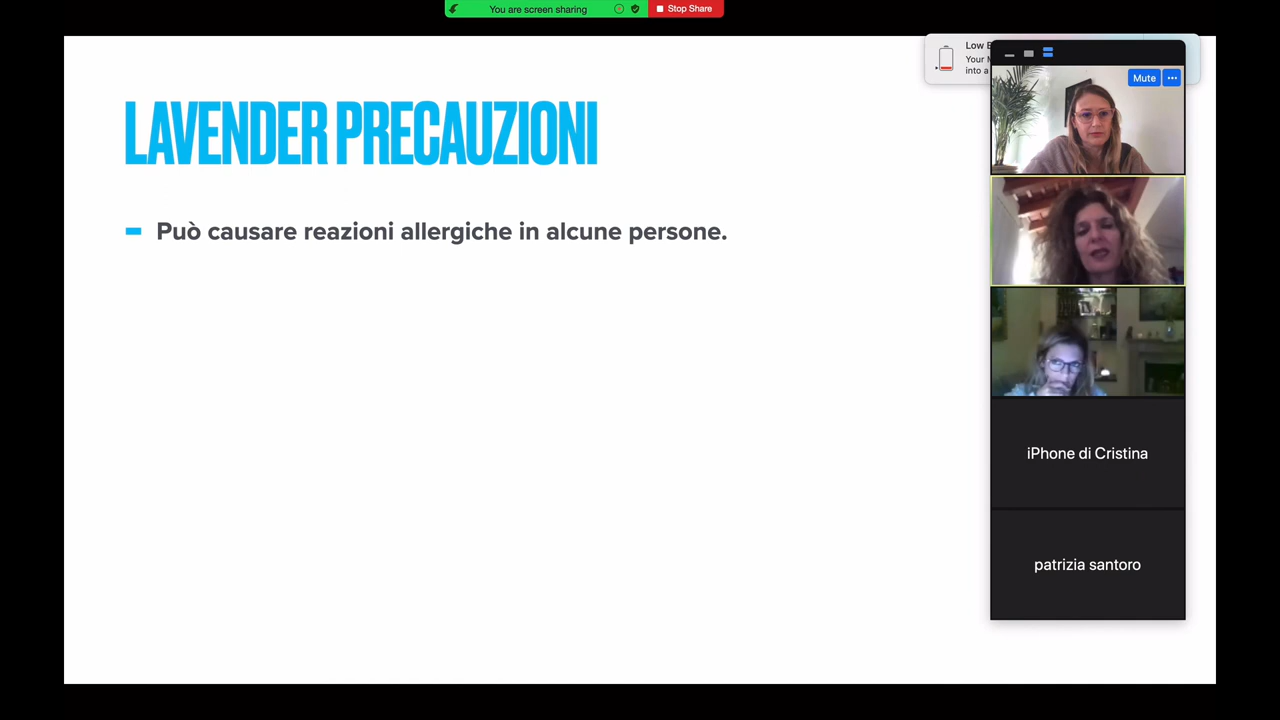 You are screen sharing
Stop Share
Low
Your
into a
Mute
LAVENDER PRECAUZIONI
Può causare reazioni allergiche in alcune persone.
iPhone di Cristina
patrizia santoro